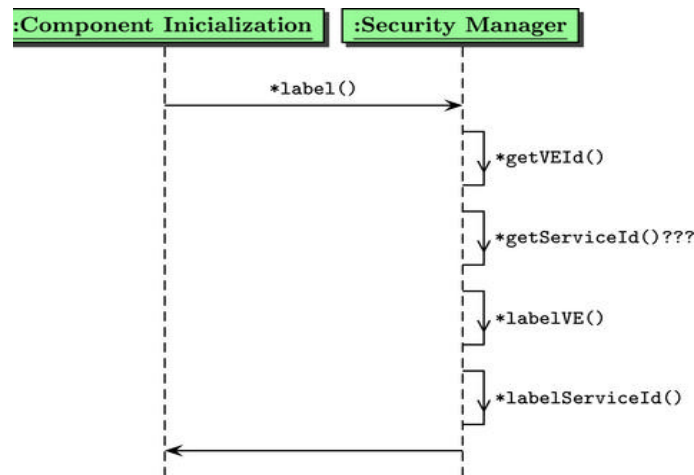 :Component Inicialization
:Security Manager
*label()
*getVEId()
*getServiceId()???
*labelVE()
*labelServiceId()